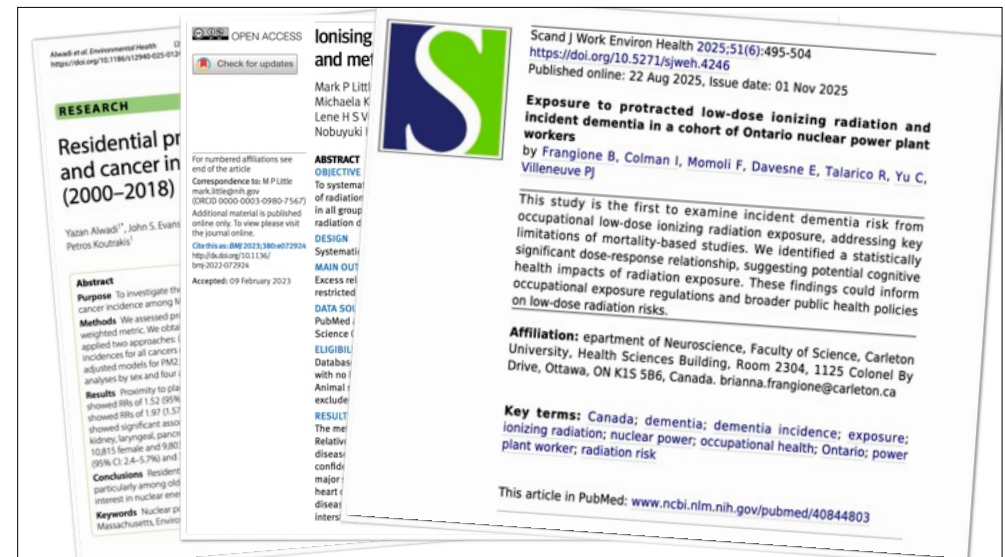 Alwadi et al. Environmental Health
RESEARCH
Residential pr
and cancer in
(2000–2018)
Yazan Alwadi¹*, John S. Evans
Petros Koutrakis¹
Abstract
Purpose To investigate the
cancer incidence among M
Methods We assessed pro
weighted metric. We obtai
applied two approaches: (
incidences for all cancers
adjusted models for PM2.
analyses by sex and four a
Results Proximity to pla
showed RRs of 1.52 (95%
showed RRs of 1.97 (1.57
showed significant assoc
kidney, laryngeal, pancr
10,815 female and 9,80
(95% CI: 2.4–5.7%) and
Conclusions Resident
particularly among old
interest in nuclear ene
Keywords Nuclear po
Massachusetts, Enviro
OPEN ACCESS
Check for updates
For numbered affiliations see
end of the article
Correspondence to: M P Little
mark.little@nih.gov
(ORCID 0000-0003-0980-7567)
Additional material is published
online only. To view please visit
the journal online.
Cite this as: BMJ 2023;380:e072924
http://dx.doi.org/10.1136/
bmj-2022-072924
Accepted: 09 February 2023
Ionising
and met
Mark P Littl
Michaela K
Lene H S V
Nobuyuki
ABSTRACT
OBJECTIVE
To systemat
of radiation
in all group
radiation d
DESIGN
Systemati
MAIN OUT
Excess rel
restricted
DATA SOU
PubMed
Science
ELIGIBIL
Databas
with no
Animal
exclude
RESULT
The me
Relativ
diseas
confid
major
heart
diseas
inters
Scand J Work Environ Health 2025;51(6):495-504
https://doi.org/10.5271/sjweh.4246
Published online: 22 Aug 2025, Issue date: 01 Nov 2025
Exposure to protracted low-dose ionizing radiation and
incident dementia in a cohort of Ontario nuclear power plant
workers
by Frangione B, Colman I, Momoli F, Davesne E, Talarico R, Yu C,
Villeneuve PJ
This study is the first to examine incident dementia risk from
occupational low-dose ionizing radiation exposure, addressing key
limitations of mortality-based studies. We identified a statistically
significant dose-response relationship, suggesting potential cognitive
health impacts of radiation exposure. These findings could inform
occupational exposure regulations and broader public health policies
on low-dose radiation risks.
Affiliation: epartment of Neuroscience, Faculty of Science, Carleton
University, Health Sciences Building, Room 2304, 1125 Colonel By
Drive, Ottawa, ON K1S 5B6, Canada. brianna.frangione@carleton.ca
Key terms: Canada; dementia; dementia incidence; exposure;
ionizing radiation; nuclear power; occupational health; Ontario; power
plant worker; radiation risk
This article in PubMed: www.ncbi.nlm.nih.gov/pubmed/40844803